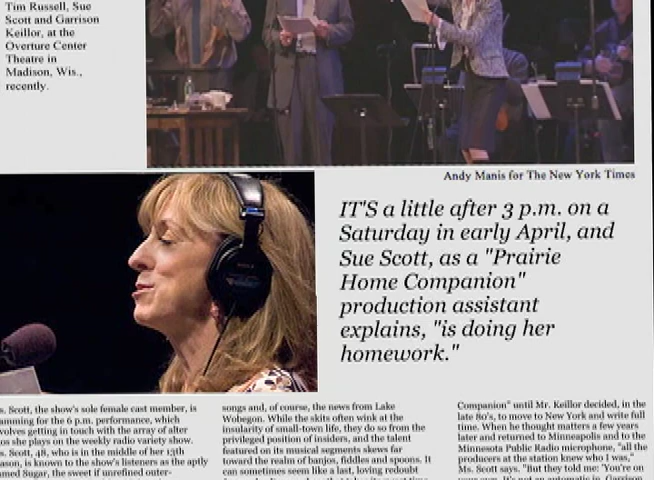 Tim Russell, Sue
Scott and Garrison
Keillor, at the
Overture Center
Theatre in
Madison, Wis.,
recently.
Andy Manis for The New York Times
IT'S a little after 3 p.m. on a
Saturday in early April, and
Sue Scott, as a "Prairie
Home Companion"
production assistant
explains, "is doing her
homework."
s. Scott, the show's sole female cast member, is
amming for the 6 p.m. performance, which
volves getting in touch with the array of alter
os she plays on the weekly radio variety show.
s. Scott, 48, who is in the middle of her 13th
ason, is known to the show's listeners as the aptly
med Sugar, the sweet if unrefined outer-
songs and, of course, the news from Lake
Wobegon. While the skits often wink at the
insularity of small-town life, they do so from the
privileged position of insiders, and the talent
featured on its musical segments skews far
toward the realm of banjos, fiddles and spoons. It
can sometimes seem like a last, loving redoubt
Companion" until Mr. Keillor decided, in the
late 80's, to move to New York and write full
time. When he thought matters a few years
later and returned to Minneapolis and to the
Minnesota Public Radio microphone, "all the
producers at the station knew who I was,"
Ms. Scott says. "But they told me: 'You're on